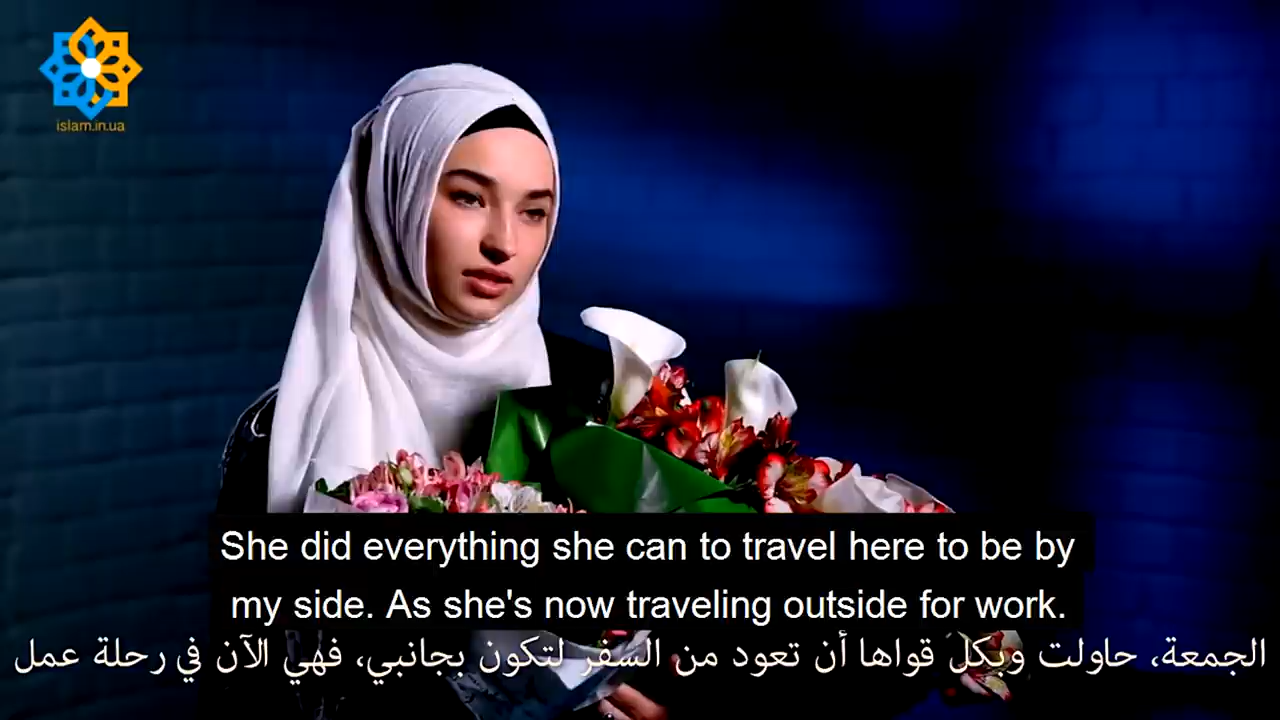 islam.in.ua
She did everything she can to travel here to be by
my side. As she's now traveling outside for work.
الجمعة، حاولت وبكل قواها أن تعود من السفر لتكون بجانبي، فهي الآن في رحلة عمل